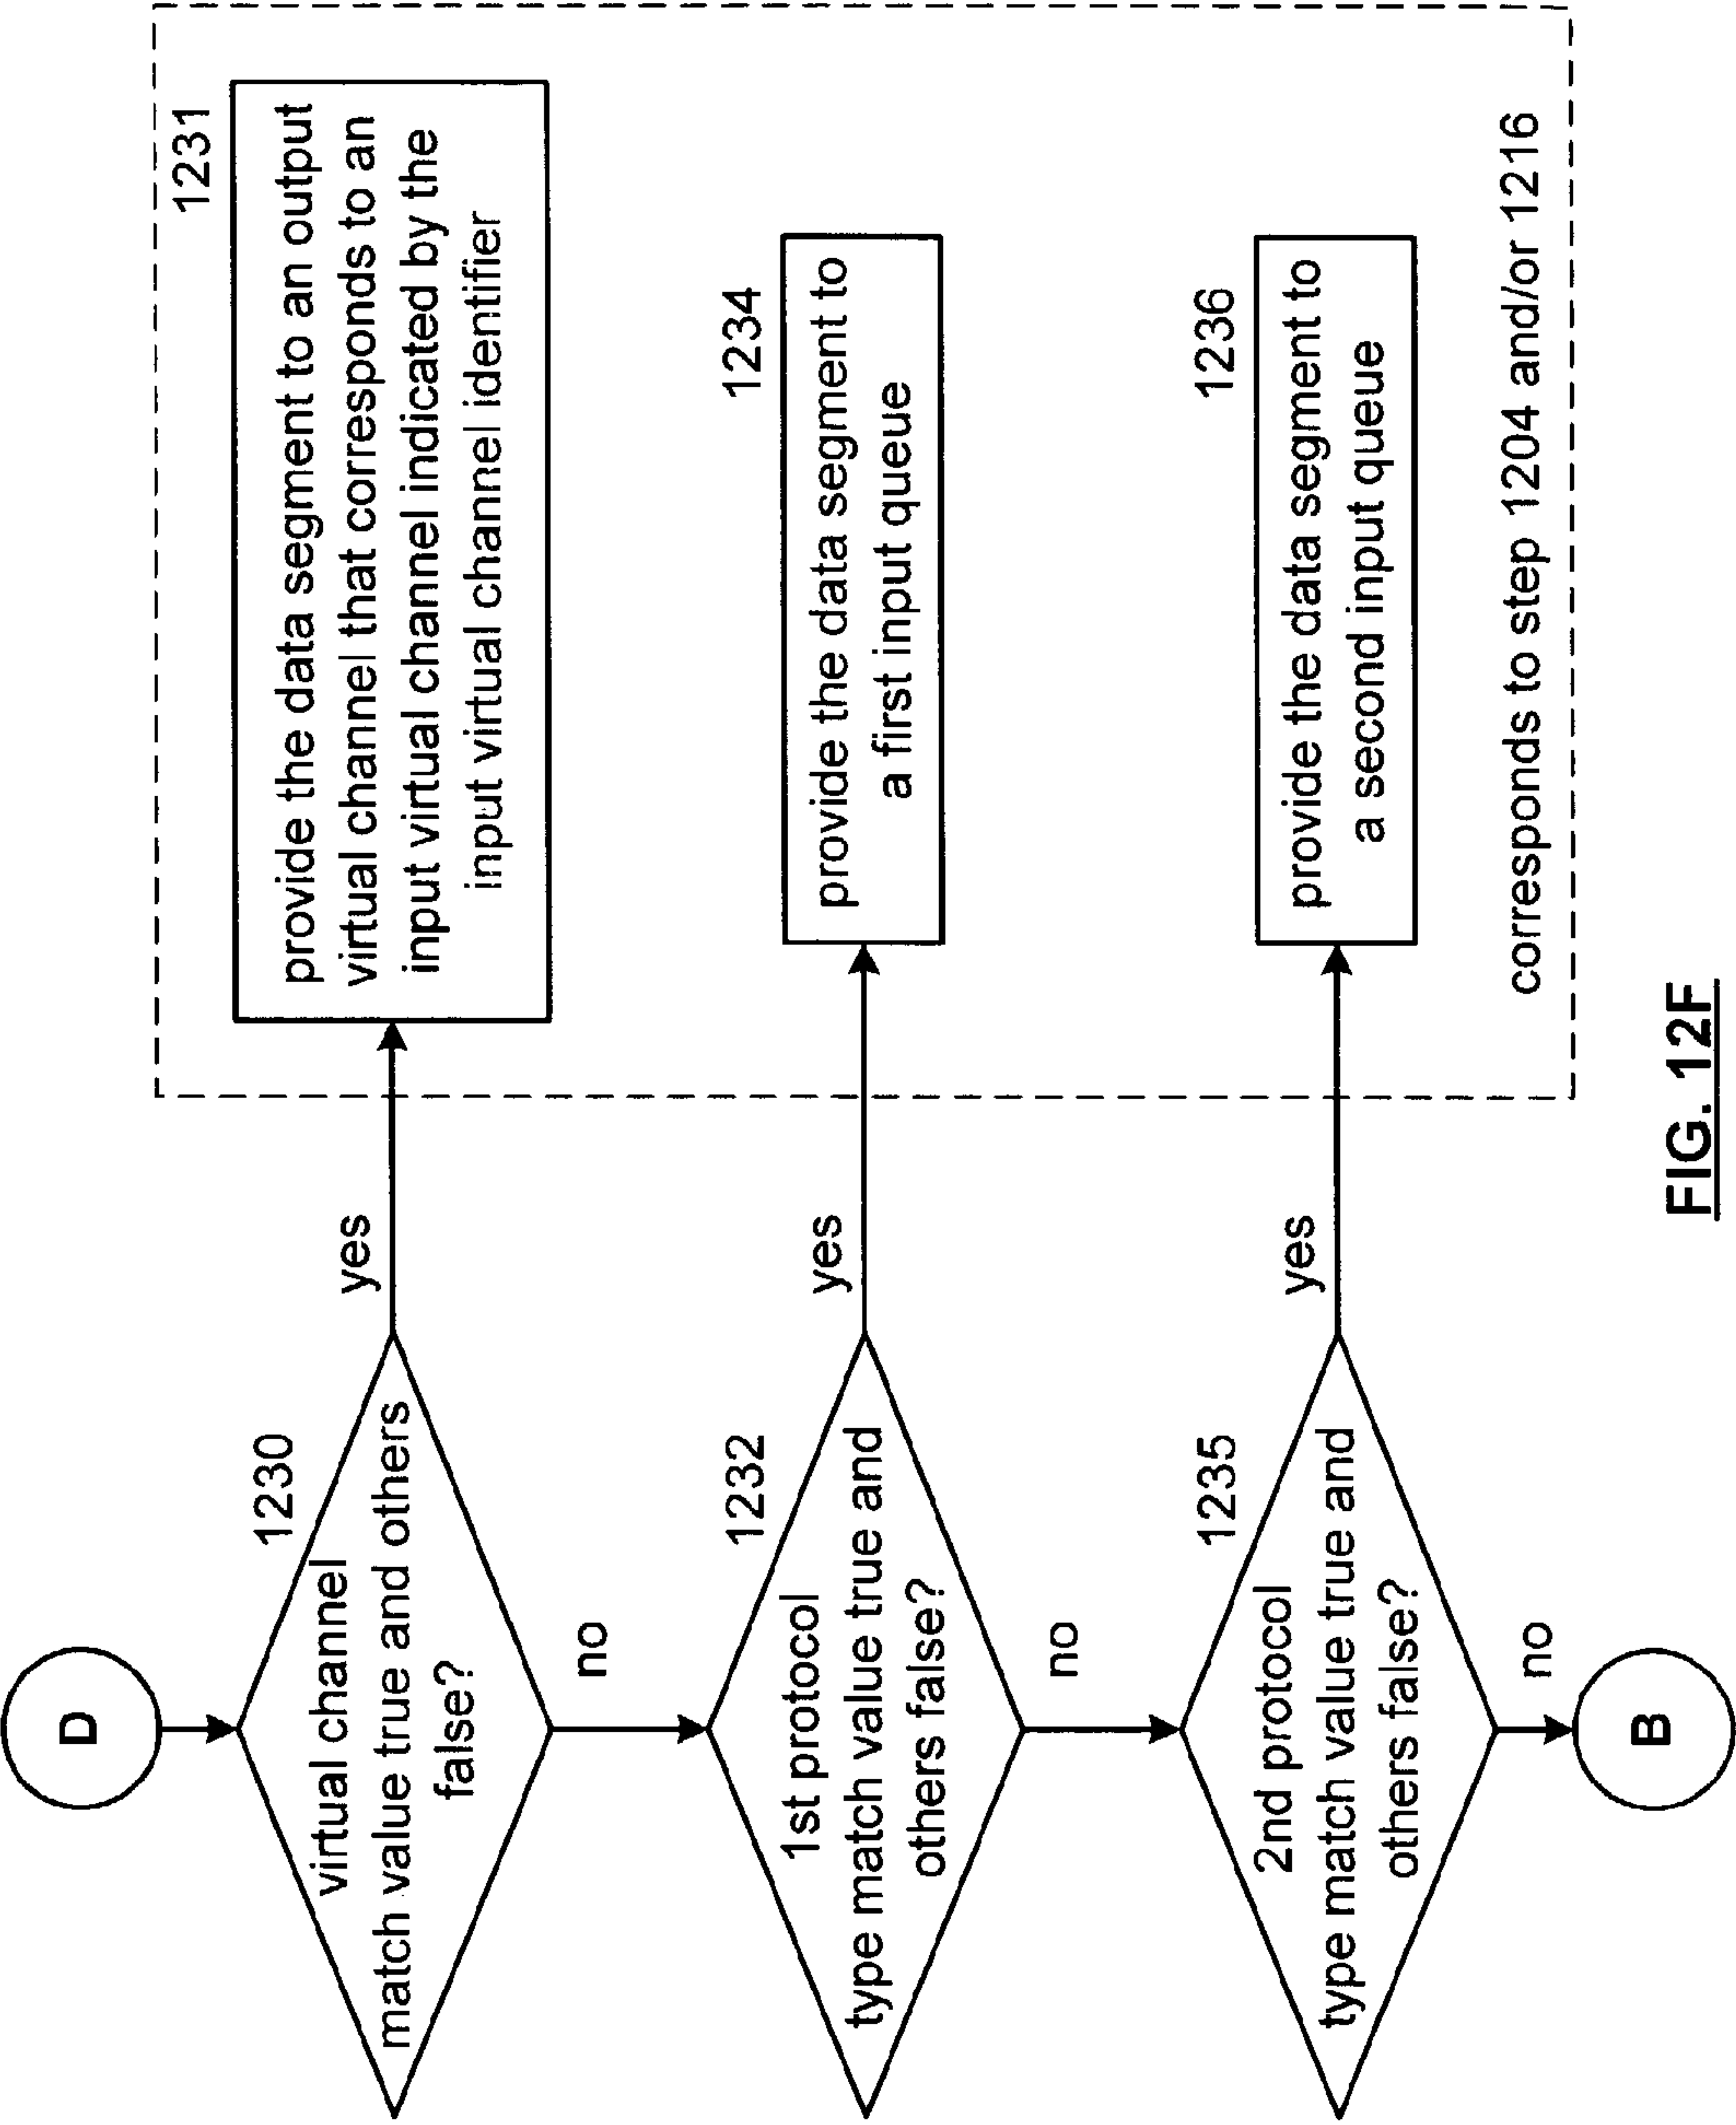 D
1230
virtual channel
match value true and others
false?
yes
1231
provide the data segment to an output
virtual channel that corresponds to an
input virtual channel indicated by the
input virtual channel identifier
no
1232
1st protocol
type match value true and
others false?
yes
1234
provide the data segment to
a first input queue
no
1235
2nd protocol
type match value true and
others false?
yes
1236
provide the data segment to
a second input queue
no
B
corresponds to step 1204 and/or 1216
FIG. 12F